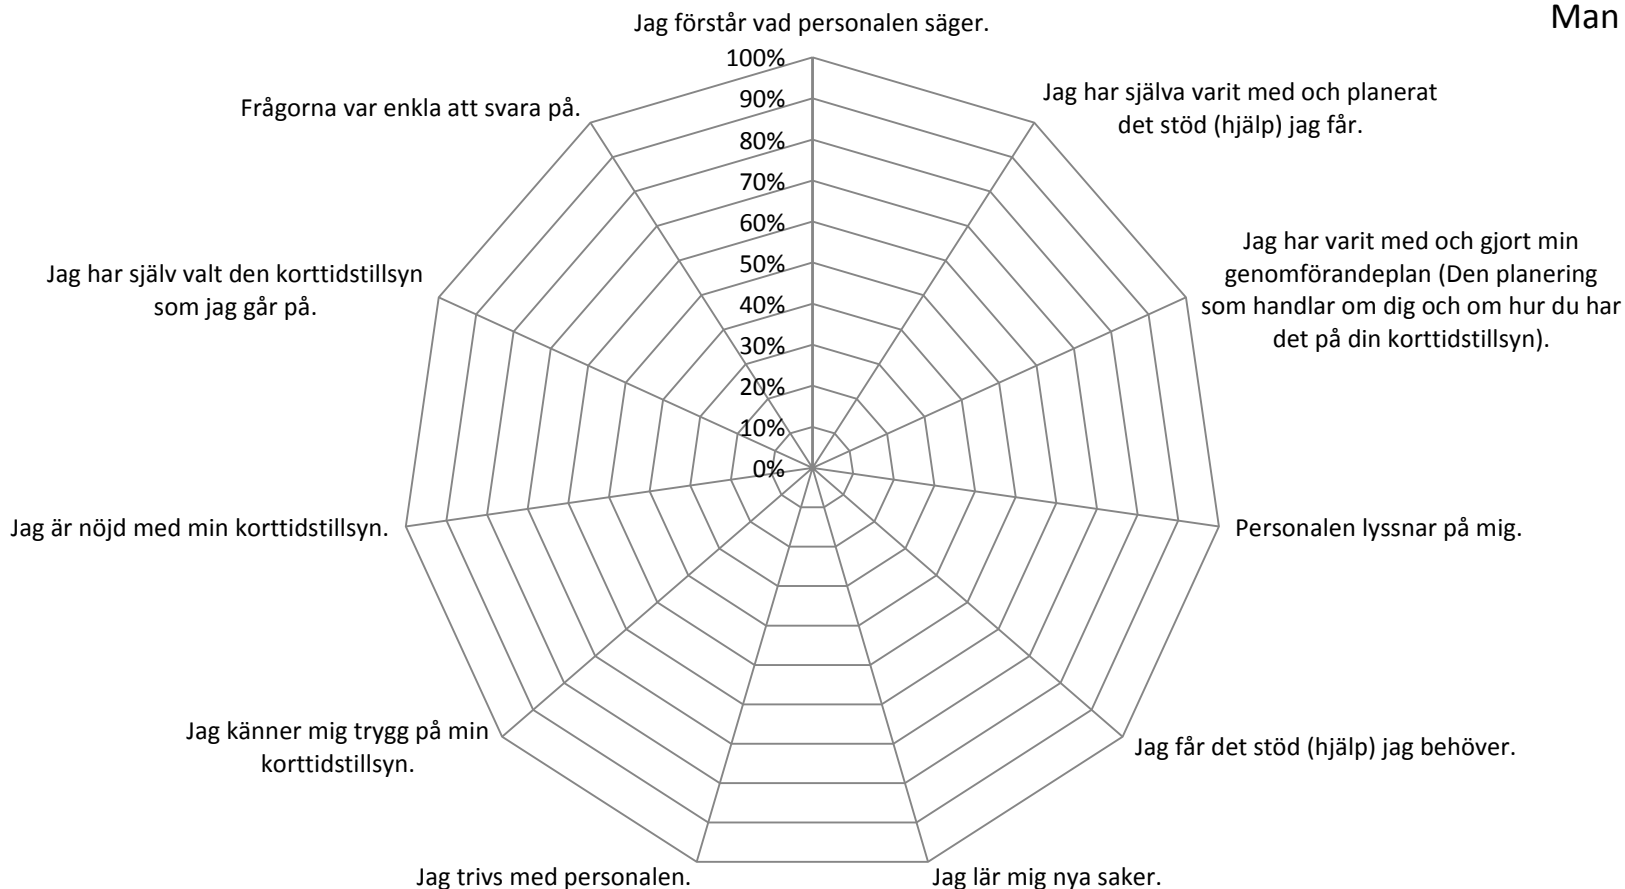 Man
Jag förstår vad personalen säger.
100%
90%
80%
70%
60%
50%
40%
30%
20%
10%
0%
Jag har själva varit med och planerat
det stöd (hjälp) jag får.
Jag har varit med och gjort min
genomförandeplan (Den planering
som handlar om dig och om hur du har
det på din korttidstillsyn).
Personalen lyssnar på mig.
Jag får det stöd (hjälp) jag behöver.
Jag lär mig nya saker.
Jag trivs med personalen.
Jag känner mig trygg på min
korttidstillsyn.
Jag är nöjd med min korttidstillsyn.
Jag har själv valt den korttidstillsyn
som jag går på.
Frågorna var enkla att svara på.